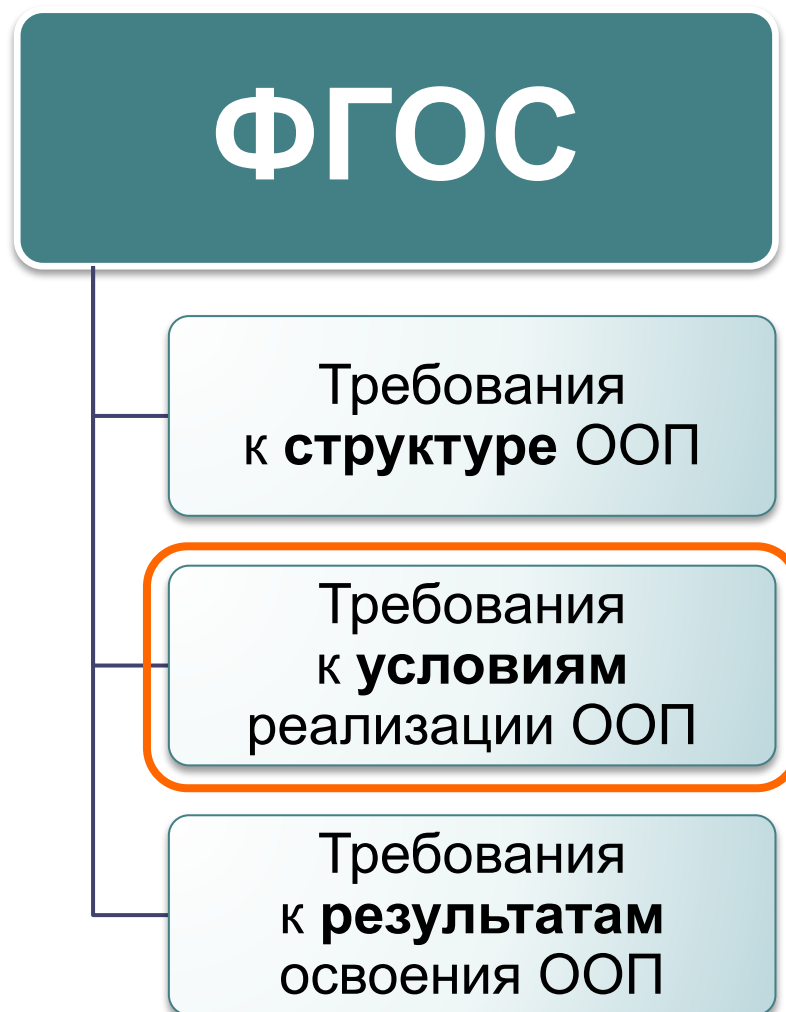 ФГОС
Требования
к структуре ООП
Требования
к условиям
реализации ООП
Требования
к результатам
освоения ООП